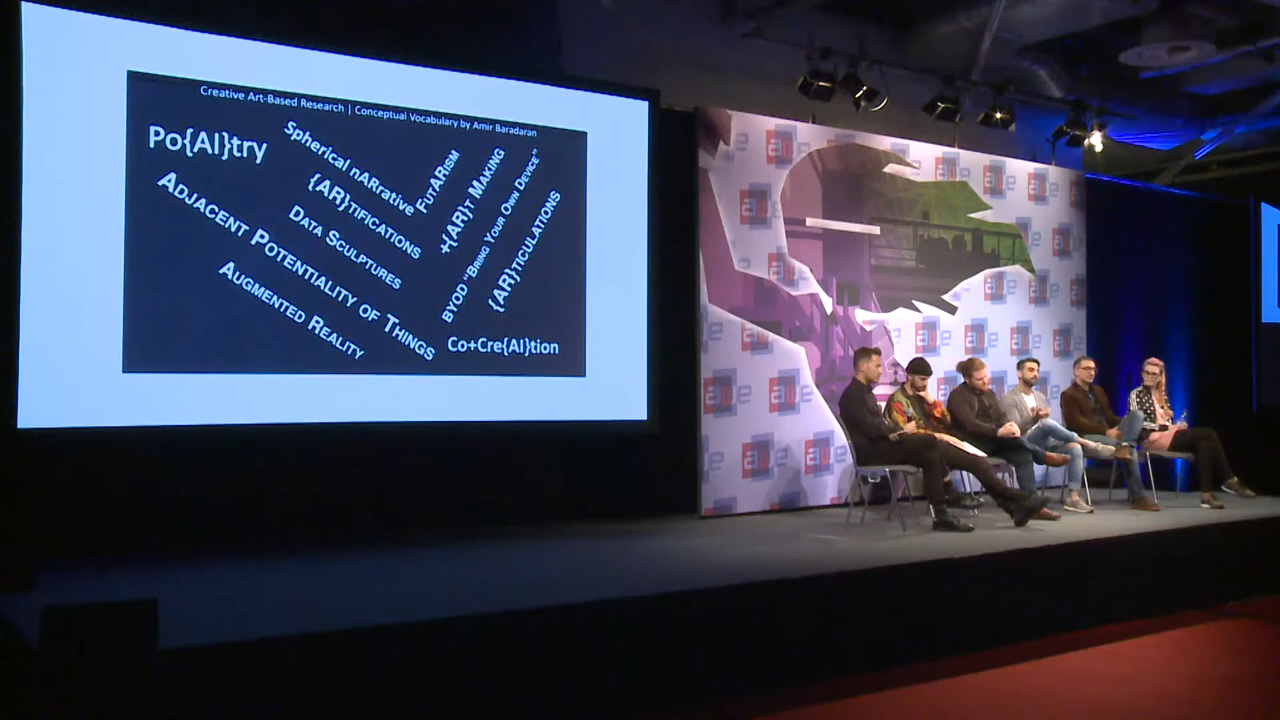 Creative Art-Based Research | Conceptual Vocabulary by Amir Baradaran
Po{AI}try
Spherical nARrative
FutARism
+{AR}t Making
BYOD "Bring Your Own Device"
{AR}ticulations
{AR}tifications
Data Sculptures
Adjacent Potentiality of Things
Augmented Reality
Co+Cre{AI}tion
awe